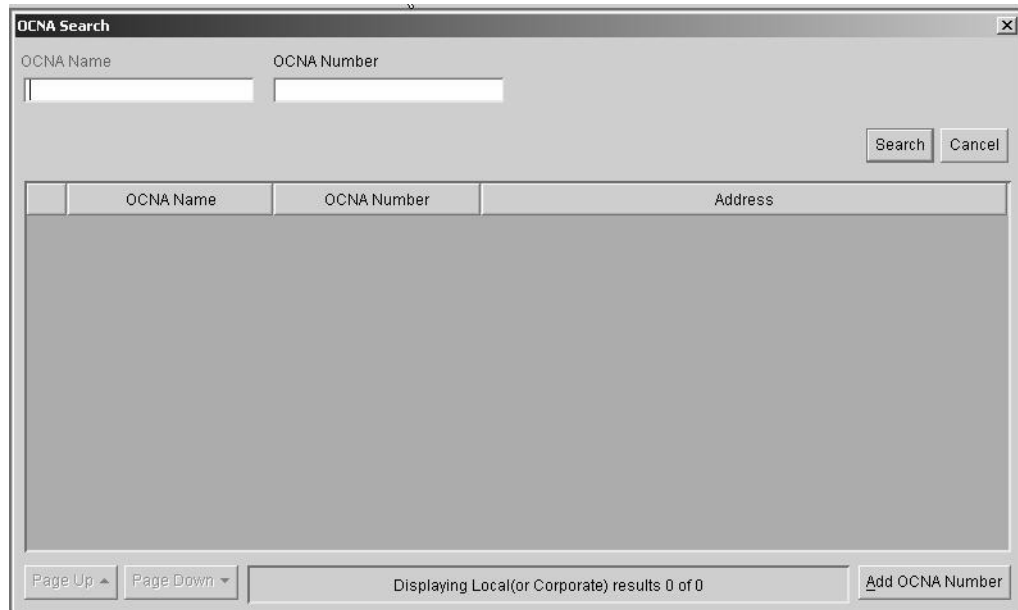 OCNA Search
OCNA Name OCNA Number
Search Cancel
OCNA Name OCNA Number Address
Page Up Page Down Displaying Local(or Corporate) results 0 of 0 Add OCNA Number